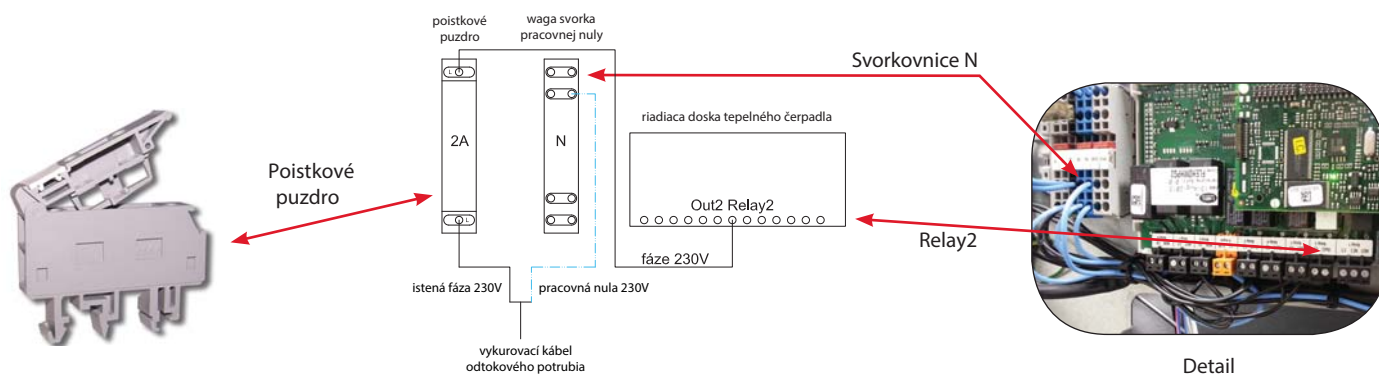 poistkové
puzdro
waga svorka
pracovnej nuly
Svorkovnice N
riadiaca doska tepelného čerpadla
L
2A
N
Poistkové
puzdro
Out2 Relay2
L
Relay2
fáze 230V
istená fáza 230V
pracovná nula 230V
vykurovací kábel
odtokového potrubia
Detail